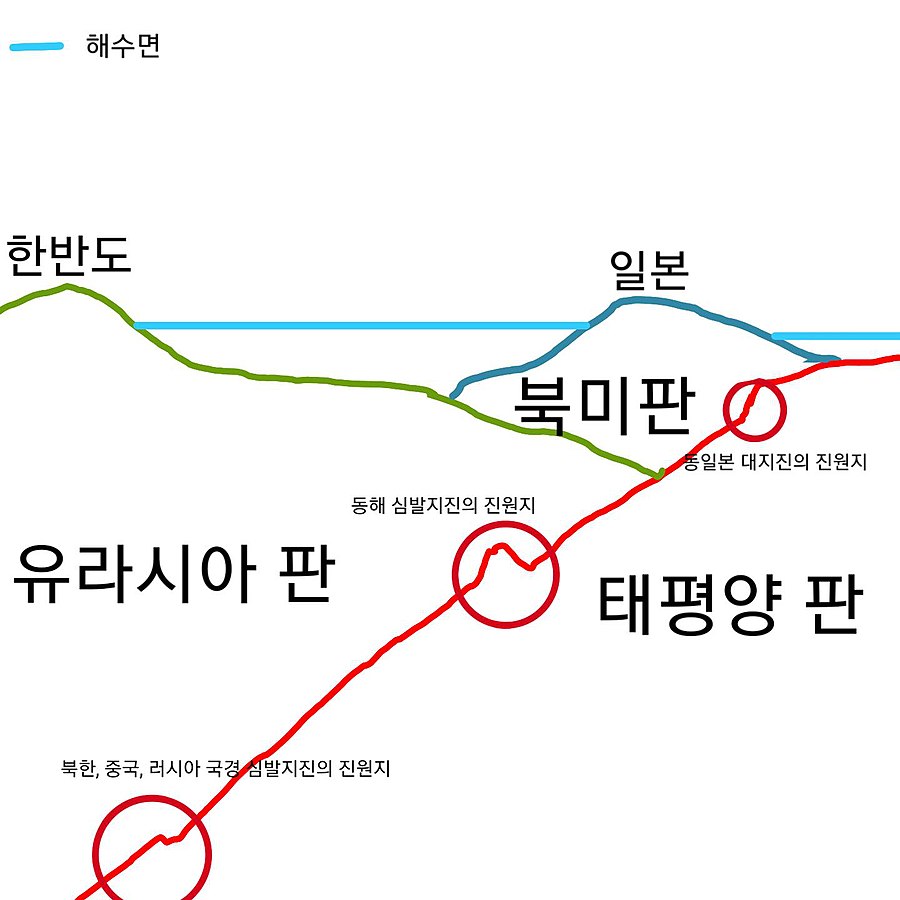 해수면
한반도
일본
북미판
동일본 대지진의 진원지
동해 심발지진의 진원지
유라시아 판
태평양 판
북한, 중국, 러시아 국경 심발지진의 진원지